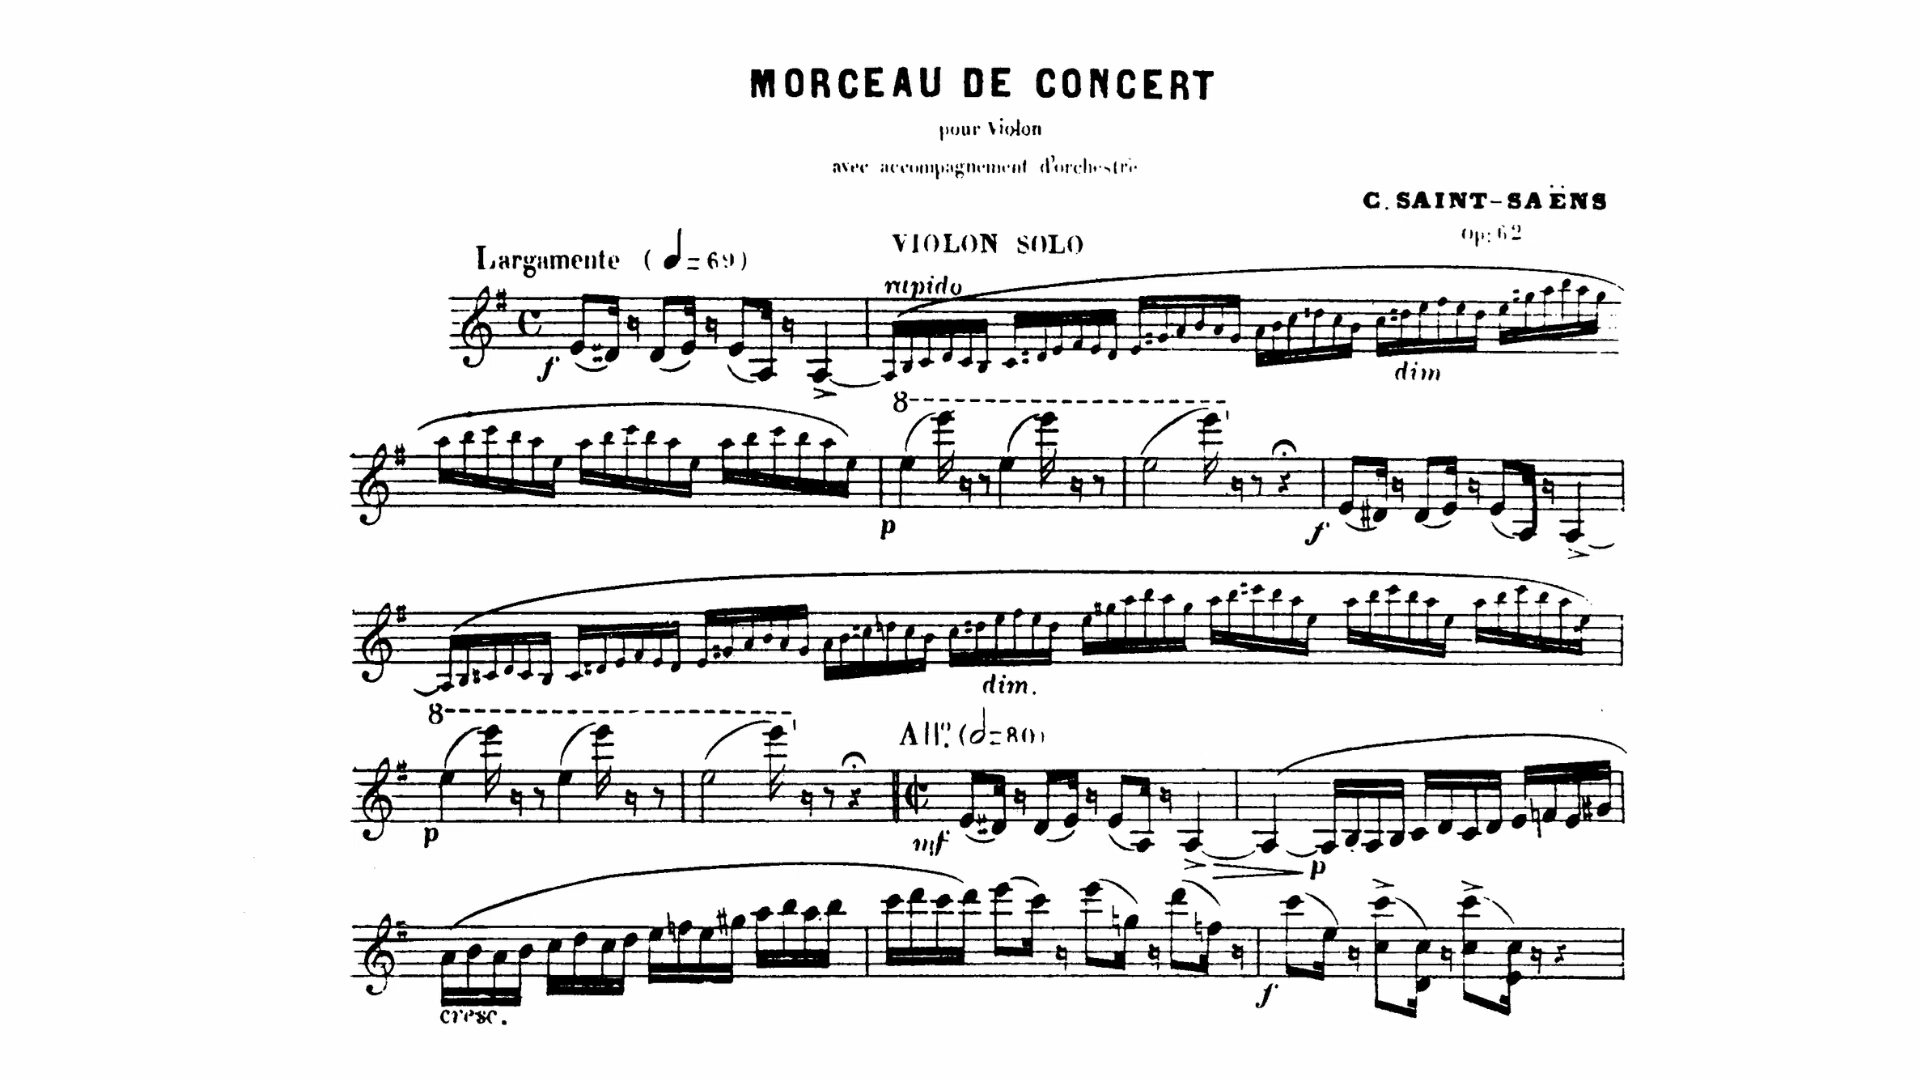 MORCEAU DE CONCERT
pour Violon
avec accompagnement d'orchestre
C. SAINT-SAËNS
Op: 62
Largamente (𝅗𝅥 = 69)
VIOLON SOLO
rapido
f
dim
8
p
f
dim.
8
All⁰. (𝅗𝅥 = 80)
p
mf
p
cresc.
f